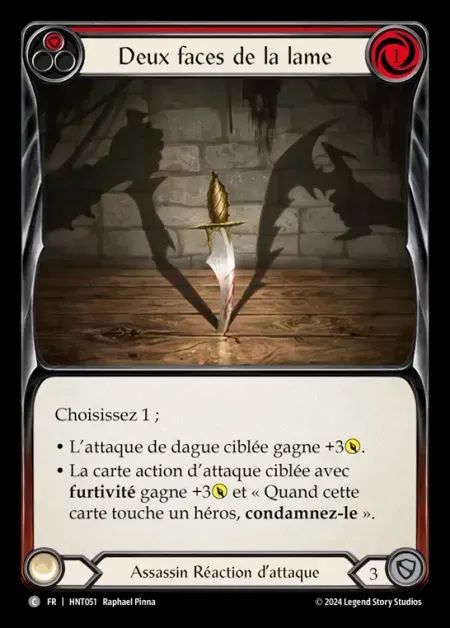 Deux faces de la lame
1
Choisissez 1 ;
• L'attaque de dague ciblée gagne +3.
• La carte action d'attaque ciblée avec
furtivité gagne +3 et « Quand cette
carte touche un héros, condamnez-le ».
Assassin Réaction d'attaque
3
C FR | HNT051 Raphael Pinna
© 2024 Legend Story Studios